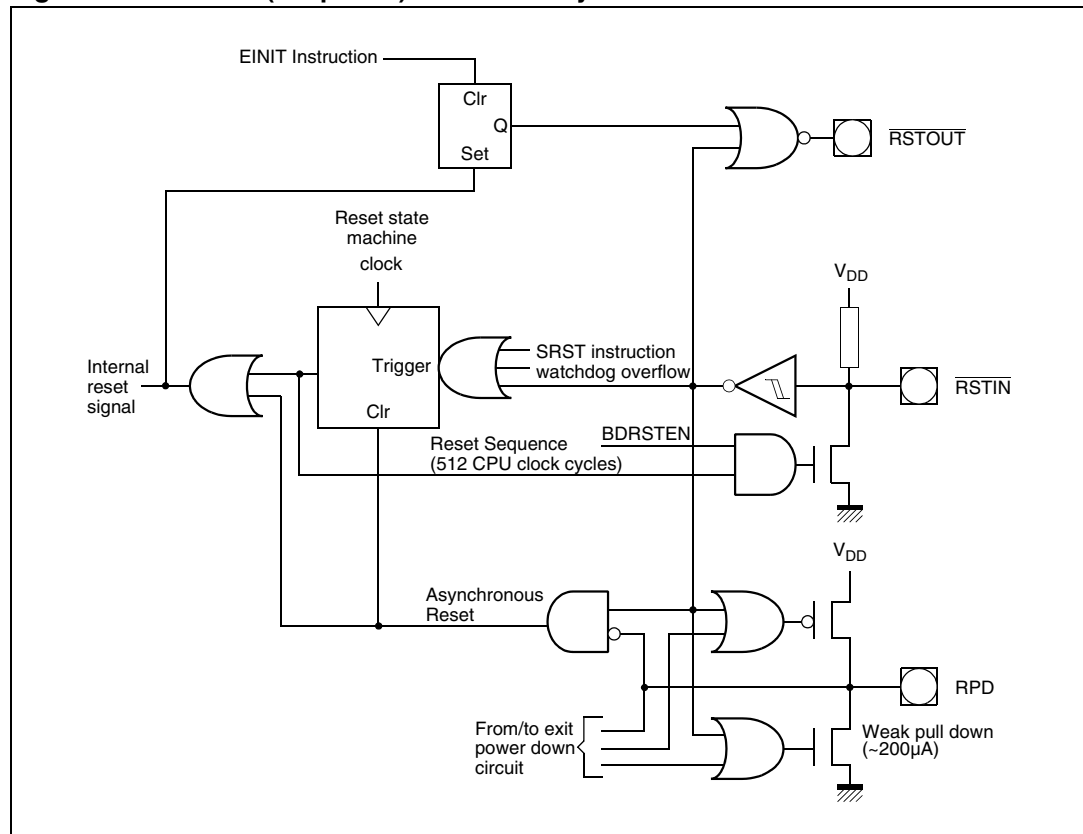 EINIT Instruction
Clr
Q
Set
RSTOUT
Reset state
machine
clock
VDD
Trigger
SRST instruction
watchdog overflow
Internal
reset
signal
RSTIN
Clr
BDRSTEN
Reset Sequence
(512 CPU clock cycles)
VDD
Asynchronous
Reset
RPD
From/to exit
power down
circuit
Weak pull down
(~200µA)